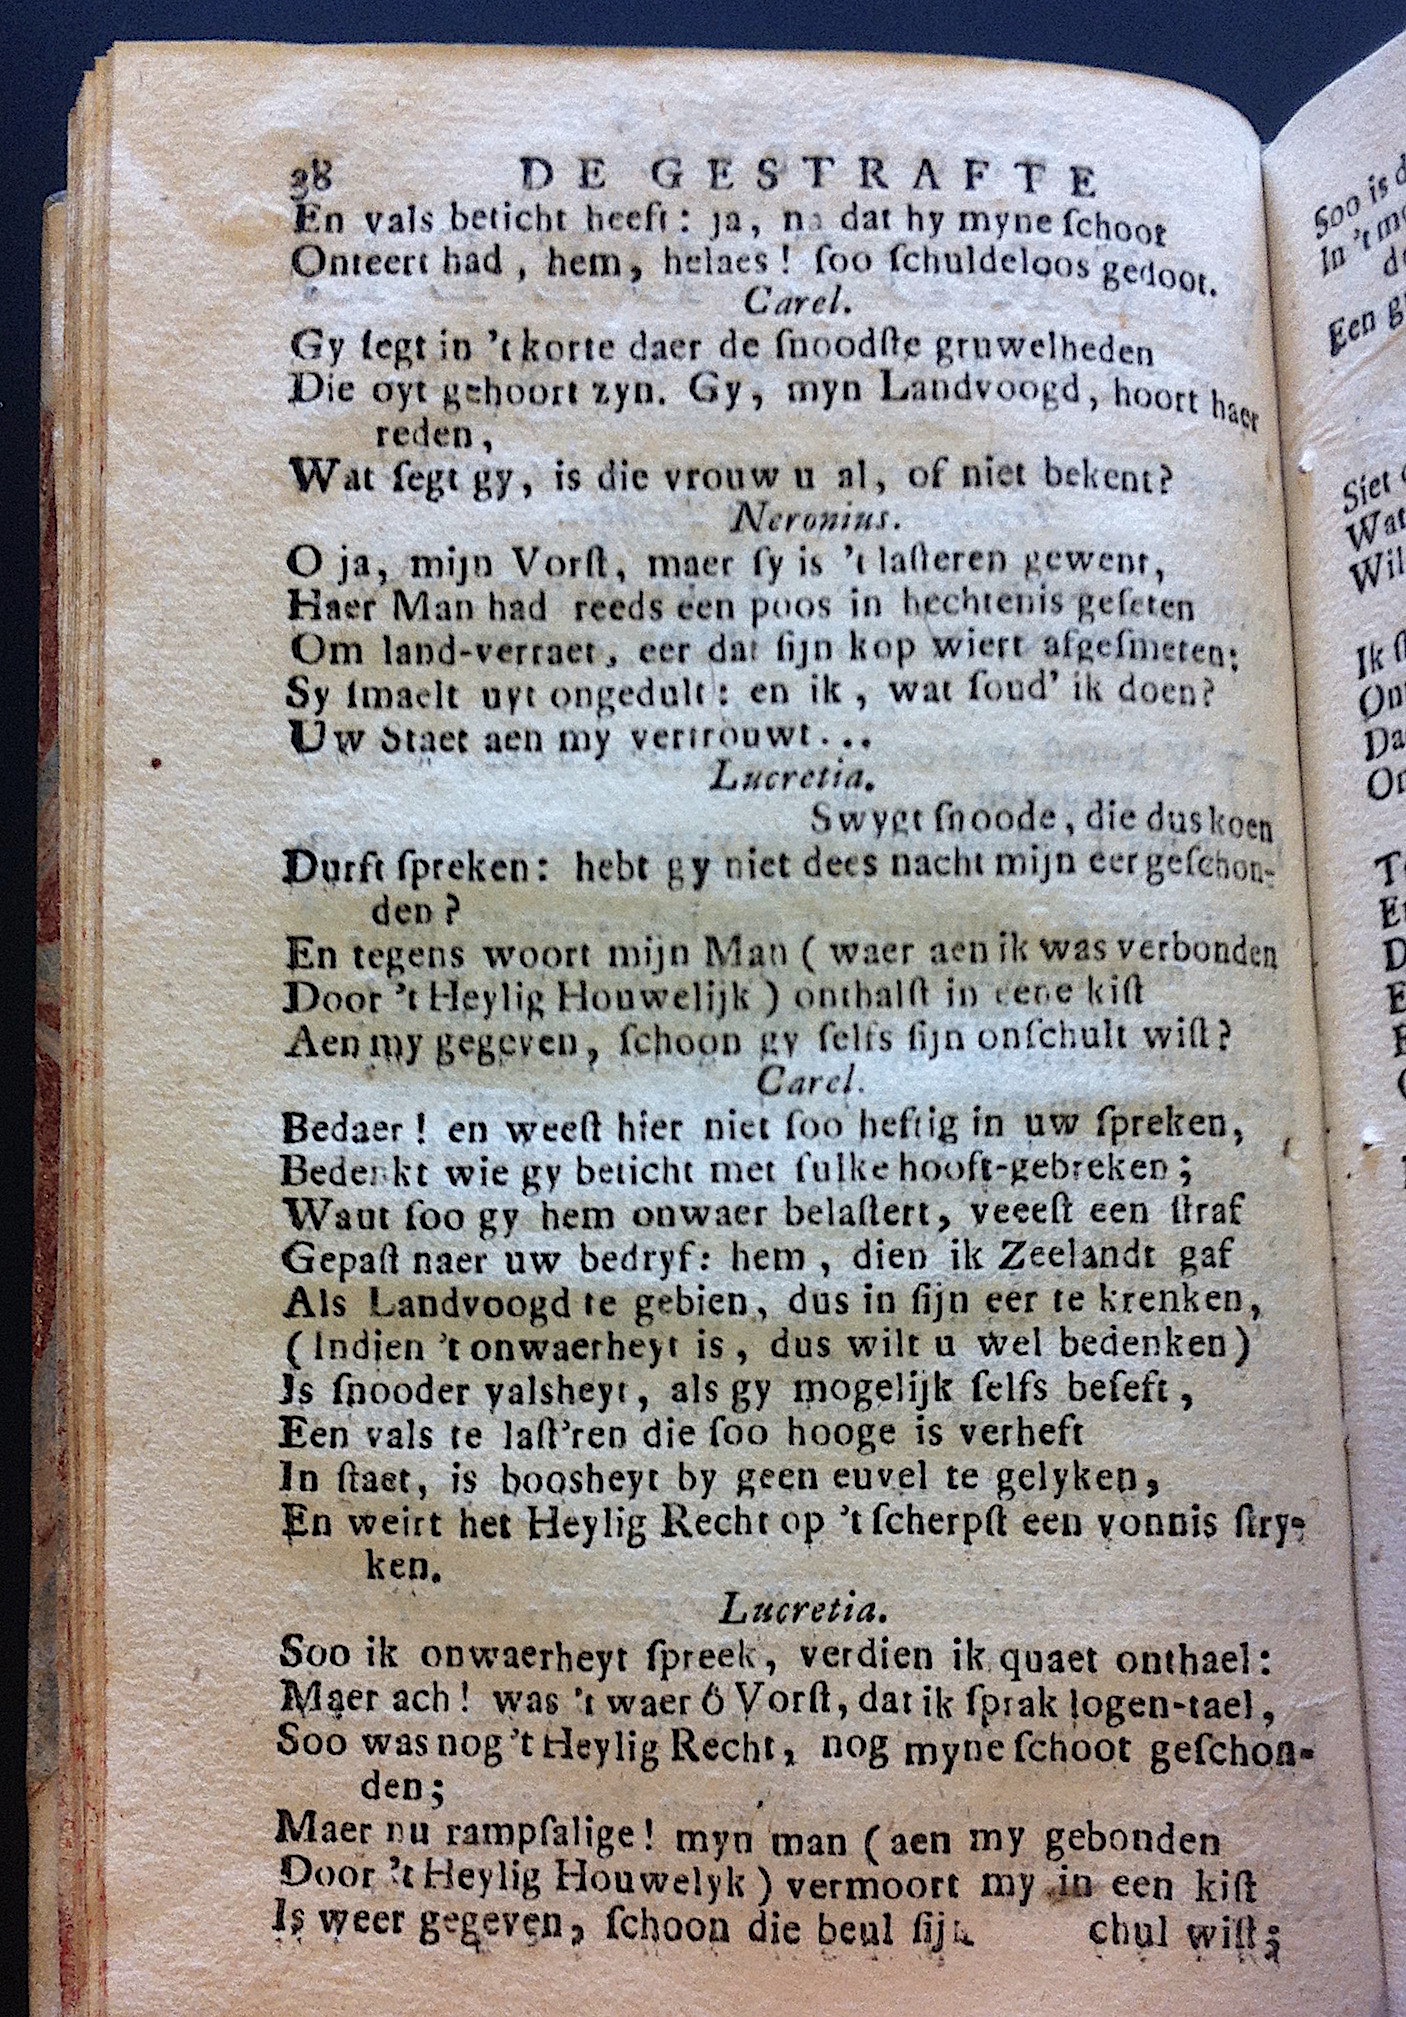 38 DE GESTRAFTE
En vals beticht heeft: ja, na dat hy myne ſchoot
Onteert had, hem, helaes! ſoo ſchuldeloos gedoot.
Carel.
Gy ſegt in 't korte daer de ſnoodſte gruwelheden
Die oyt gehoort zyn. Gy, myn Landvoogd, hoort haer
reden,
Wat ſegt gy, is die vrouw u al, of niet bekent?
Neronius.
O ja, mijn Vorſt, maer ſy is 't laſteren gewent,
Haer Man had reeds een poos in hechtenis geſeten
Om land-verraet, eer dat ſijn kop wiert afgeſmeten;
Sy ſmaelt uyt ongedult: en ik, wat ſoud' ik doen?
Uw Staet aen my vertrouwt...
Lucretia.
Swygt ſnoode, die dus koen
Durft ſpreken: hebt gy niet dees nacht mijn eer geſchon-
den?
En tegens woort mijn Man (waer aen ik was verbonden
Door 't Heylig Houwelijk) onthalſt in eene kiſt
Aen my gegeven, ſchoon gy ſelfs ſijn onſchult wiſt?
Carel.
Bedaer! en weeſt hier niet ſoo heftig in uw ſpreken,
Bedenkt wie gy beticht met ſulke hooft-gebreken;
Want ſoo gy hem onwaer belaſtert, veeeſt een ſtraf
Gepaſt naer uw bedryf: hem, dien ik Zeelandt gaf
Als Landvoogd te gebien, dus in ſijn eer te krenken,
(Indien 't onwaerheyt is, dus wilt u wel bedenken)
Is ſnooder valsheyt, als gy mogelijk ſelfs beſeft,
Een vals te laſt'ren die ſoo hooge is verheft
In ſtaet, is boosheyt by geen euvel te gelyken,
En weirt het Heylig Recht op 't ſcherpſt een vonnis ſtry-
ken.
Lucretia.
Soo ik onwaerheyt ſpreek, verdien ik quaet onthael:
Maer ach! was 't waer ô Vorſt, dat ik ſprak logen-tael,
Soo was nog 't Heylig Recht, nog myne ſchoot geſchon-
den;
Maer nu rampſalige! myn man (aen my gebonden
Door 't Heylig Houwelyk) vermoort my in een kiſt
Is weer gegeven, ſchoon die beul ſijn chul wiſt;
Soo is
In 't
Een
Siet
Wat
Wil
Ik